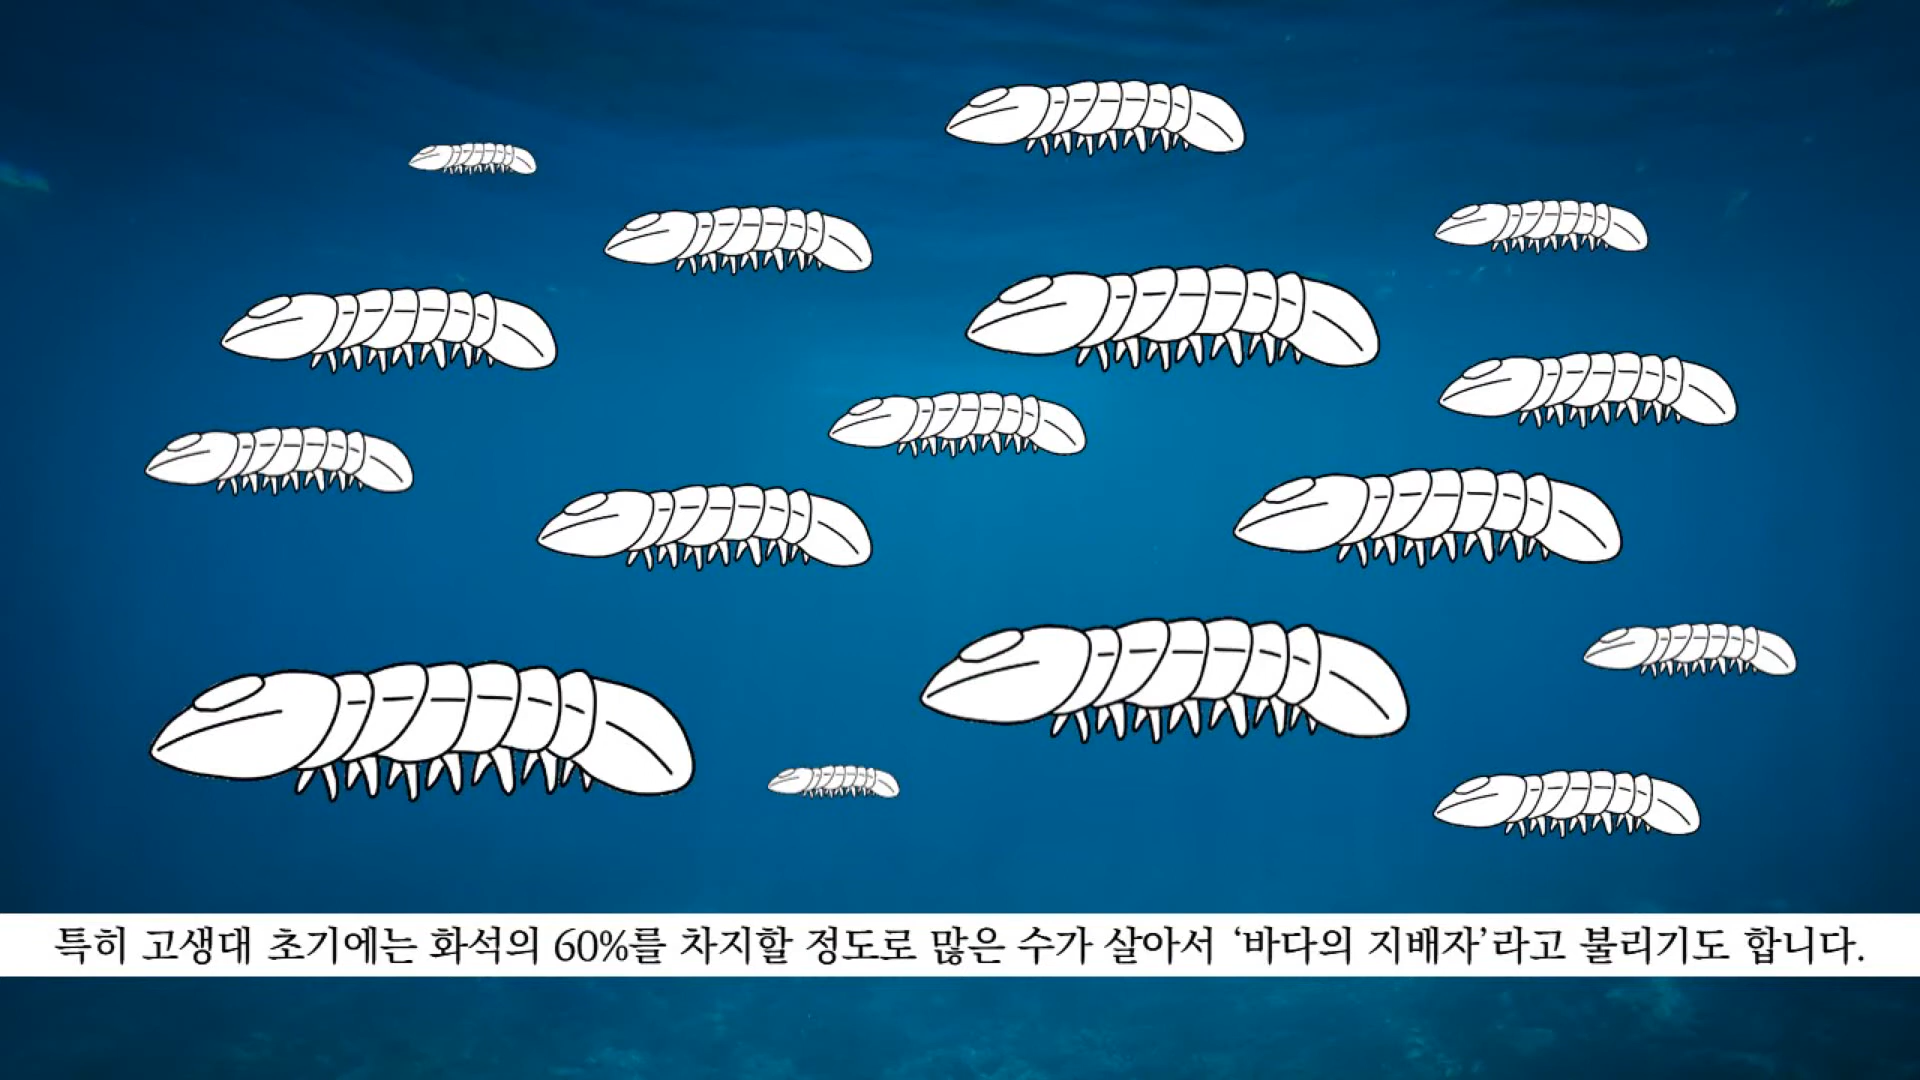 특히 고생대 초기에는 화석의 60%를 차지할 정도로 많은 수가 살아서 ‘바다의 지배자’라고 불리기도 합니다.